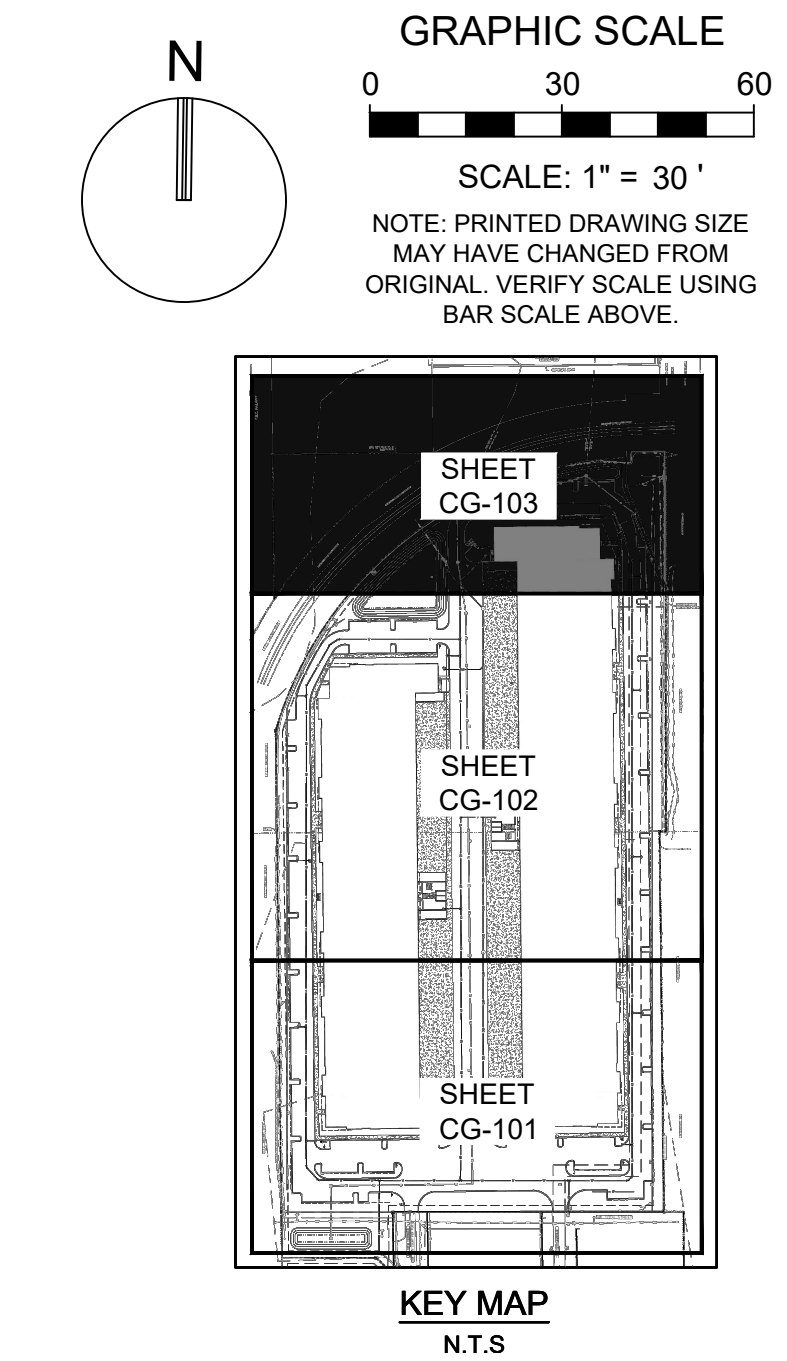 N
GRAPHIC SCALE
0 30 60
SCALE: 1" = 30 '
NOTE: PRINTED DRAWING SIZE
MAY HAVE CHANGED FROM
ORIGINAL. VERIFY SCALE USING
BAR SCALE ABOVE.
SHEET
CG-103
SHEET
CG-102
SHEET
CG-101
KEY MAP
N.T.S